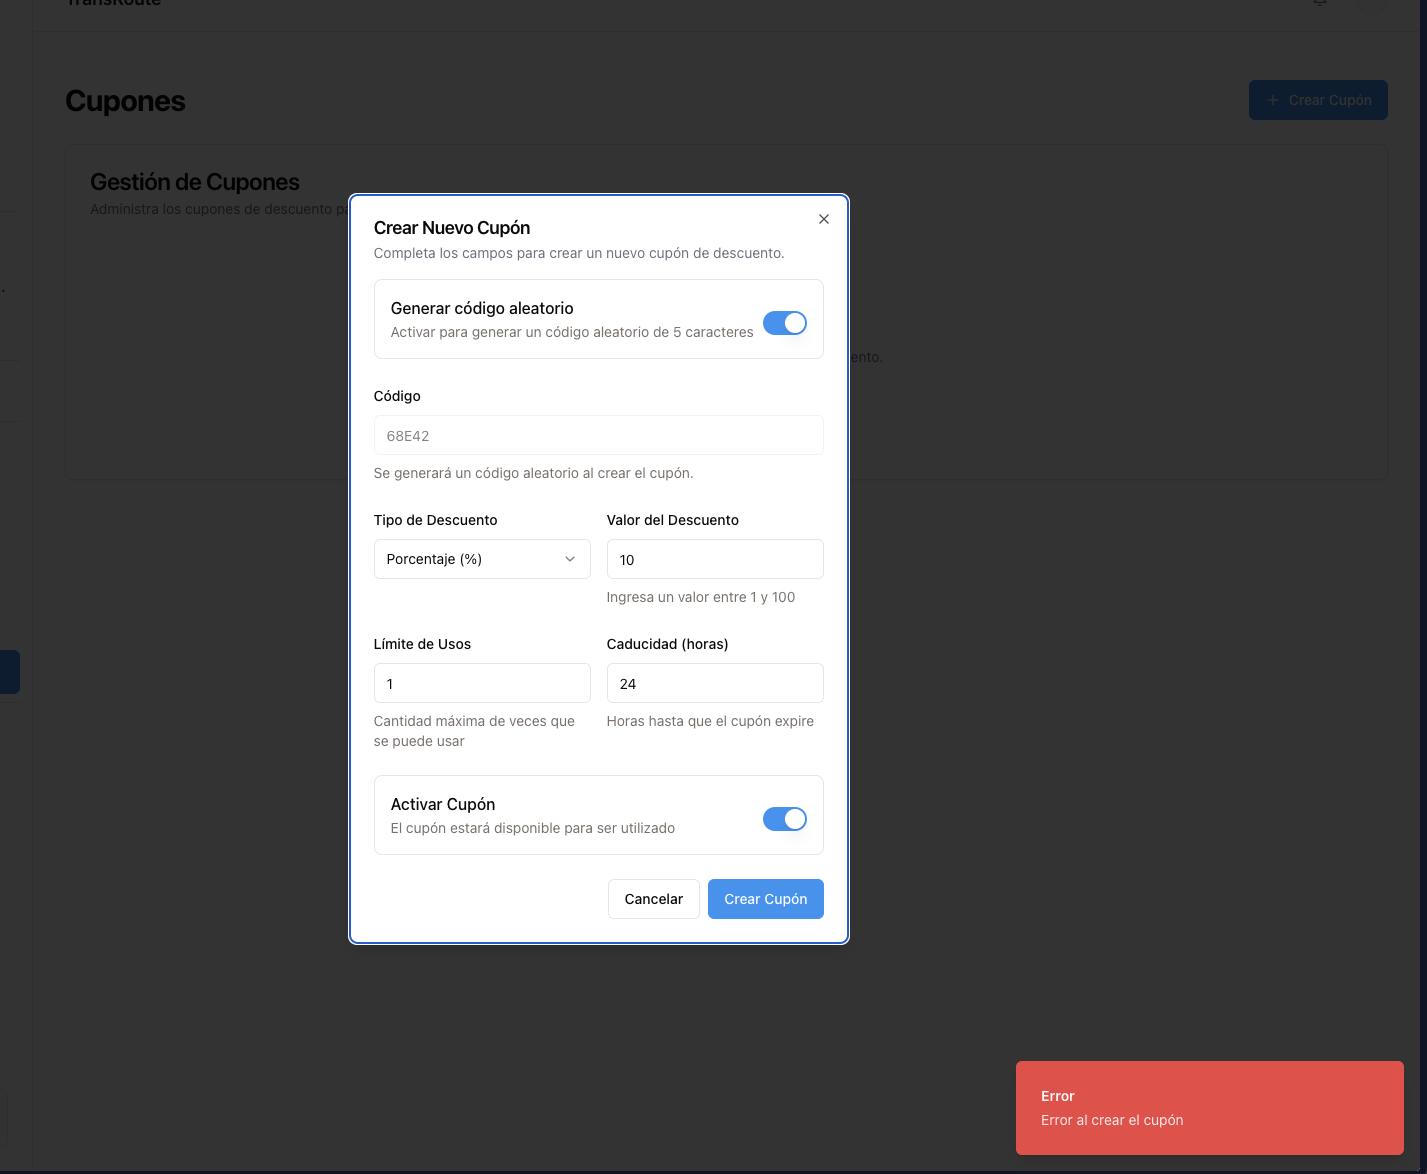 TransRoute
Cupones
+ Crear Cupón
Gestión de Cupones
Administra los cupones de descuento
ento.
Crear Nuevo Cupón
Completa los campos para crear un nuevo cupón de descuento.
Generar código aleatorio
Activar para generar un código aleatorio de 5 caracteres
Código
68E42
Se generará un código aleatorio al crear el cupón.
Tipo de Descuento
Valor del Descuento
Porcentaje (%)
10
Ingresa un valor entre 1 y 100
Límite de Usos
Caducidad (horas)
1
24
Cantidad máxima de veces que
se puede usar
Horas hasta que el cupón expire
Activar Cupón
El cupón estará disponible para ser utilizado
Cancelar
Crear Cupón
Error
Error al crear el cupón